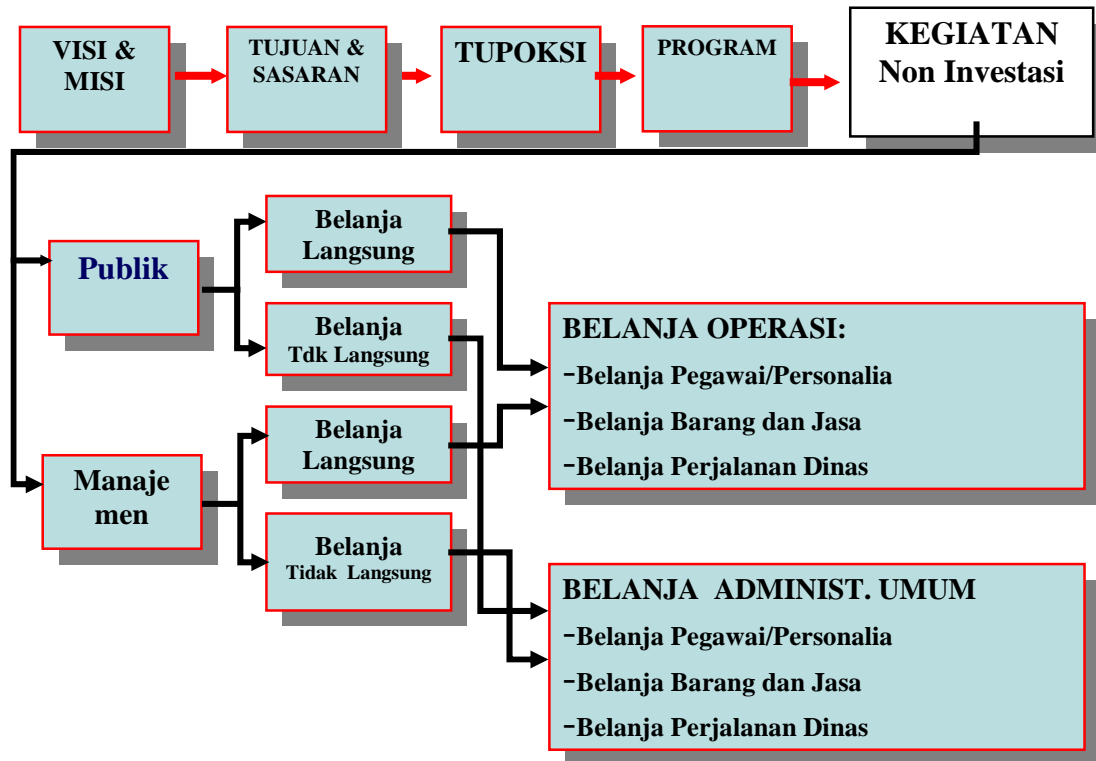 VISI &
MISI
TUJUAN &
SASARAN
TUPOKSI
PROGRAM
KEGIATAN
Non Investasi
Publik
Belanja
Langsung
Belanja
Tdk Langsung
Manaje
men
Belanja
Langsung
Belanja
Tidak Langsung
BELANJA OPERASI:
-Belanja Pegawai/Personalia
-Belanja Barang dan Jasa
-Belanja Perjalanan Dinas
BELANJA ADMINIST. UMUM
-Belanja Pegawai/Personalia
-Belanja Barang dan Jasa
-Belanja Perjalanan Dinas